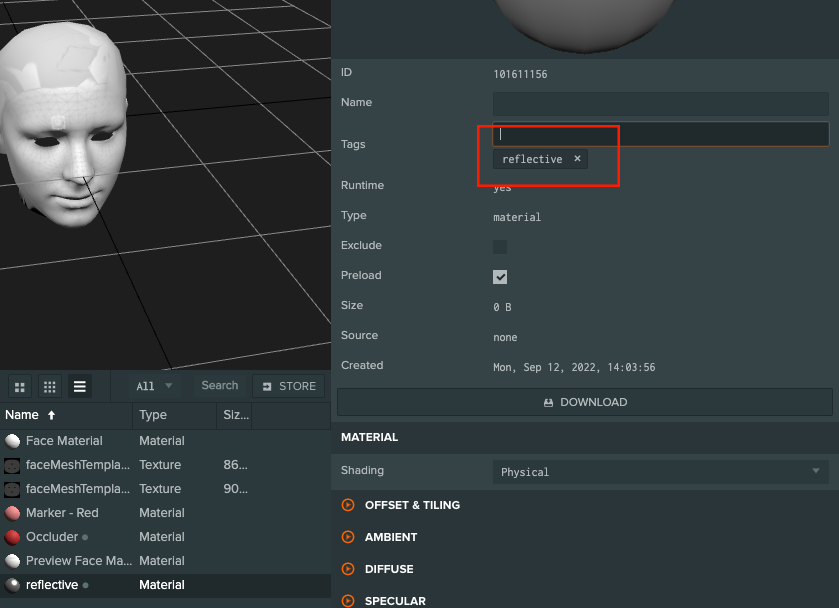 ID 101611156
Name
Tags
reflective ×
Runtime yes
Type material
Exclude
Preload
Size 0 B
Source none
Created Mon, Sep 12, 2022, 14:03:56
DOWNLOAD
MATERIAL
Shading Physical
OFFSET & TILING
AMBIENT
DIFFUSE
SPECULAR
All Search STORE
Name Type Siz...
Face Material Material
faceMeshTempla... Texture 86...
faceMeshTempla... Texture 90...
Marker - Red Material
Occluder Material
Preview Face Ma... Material
reflective Material